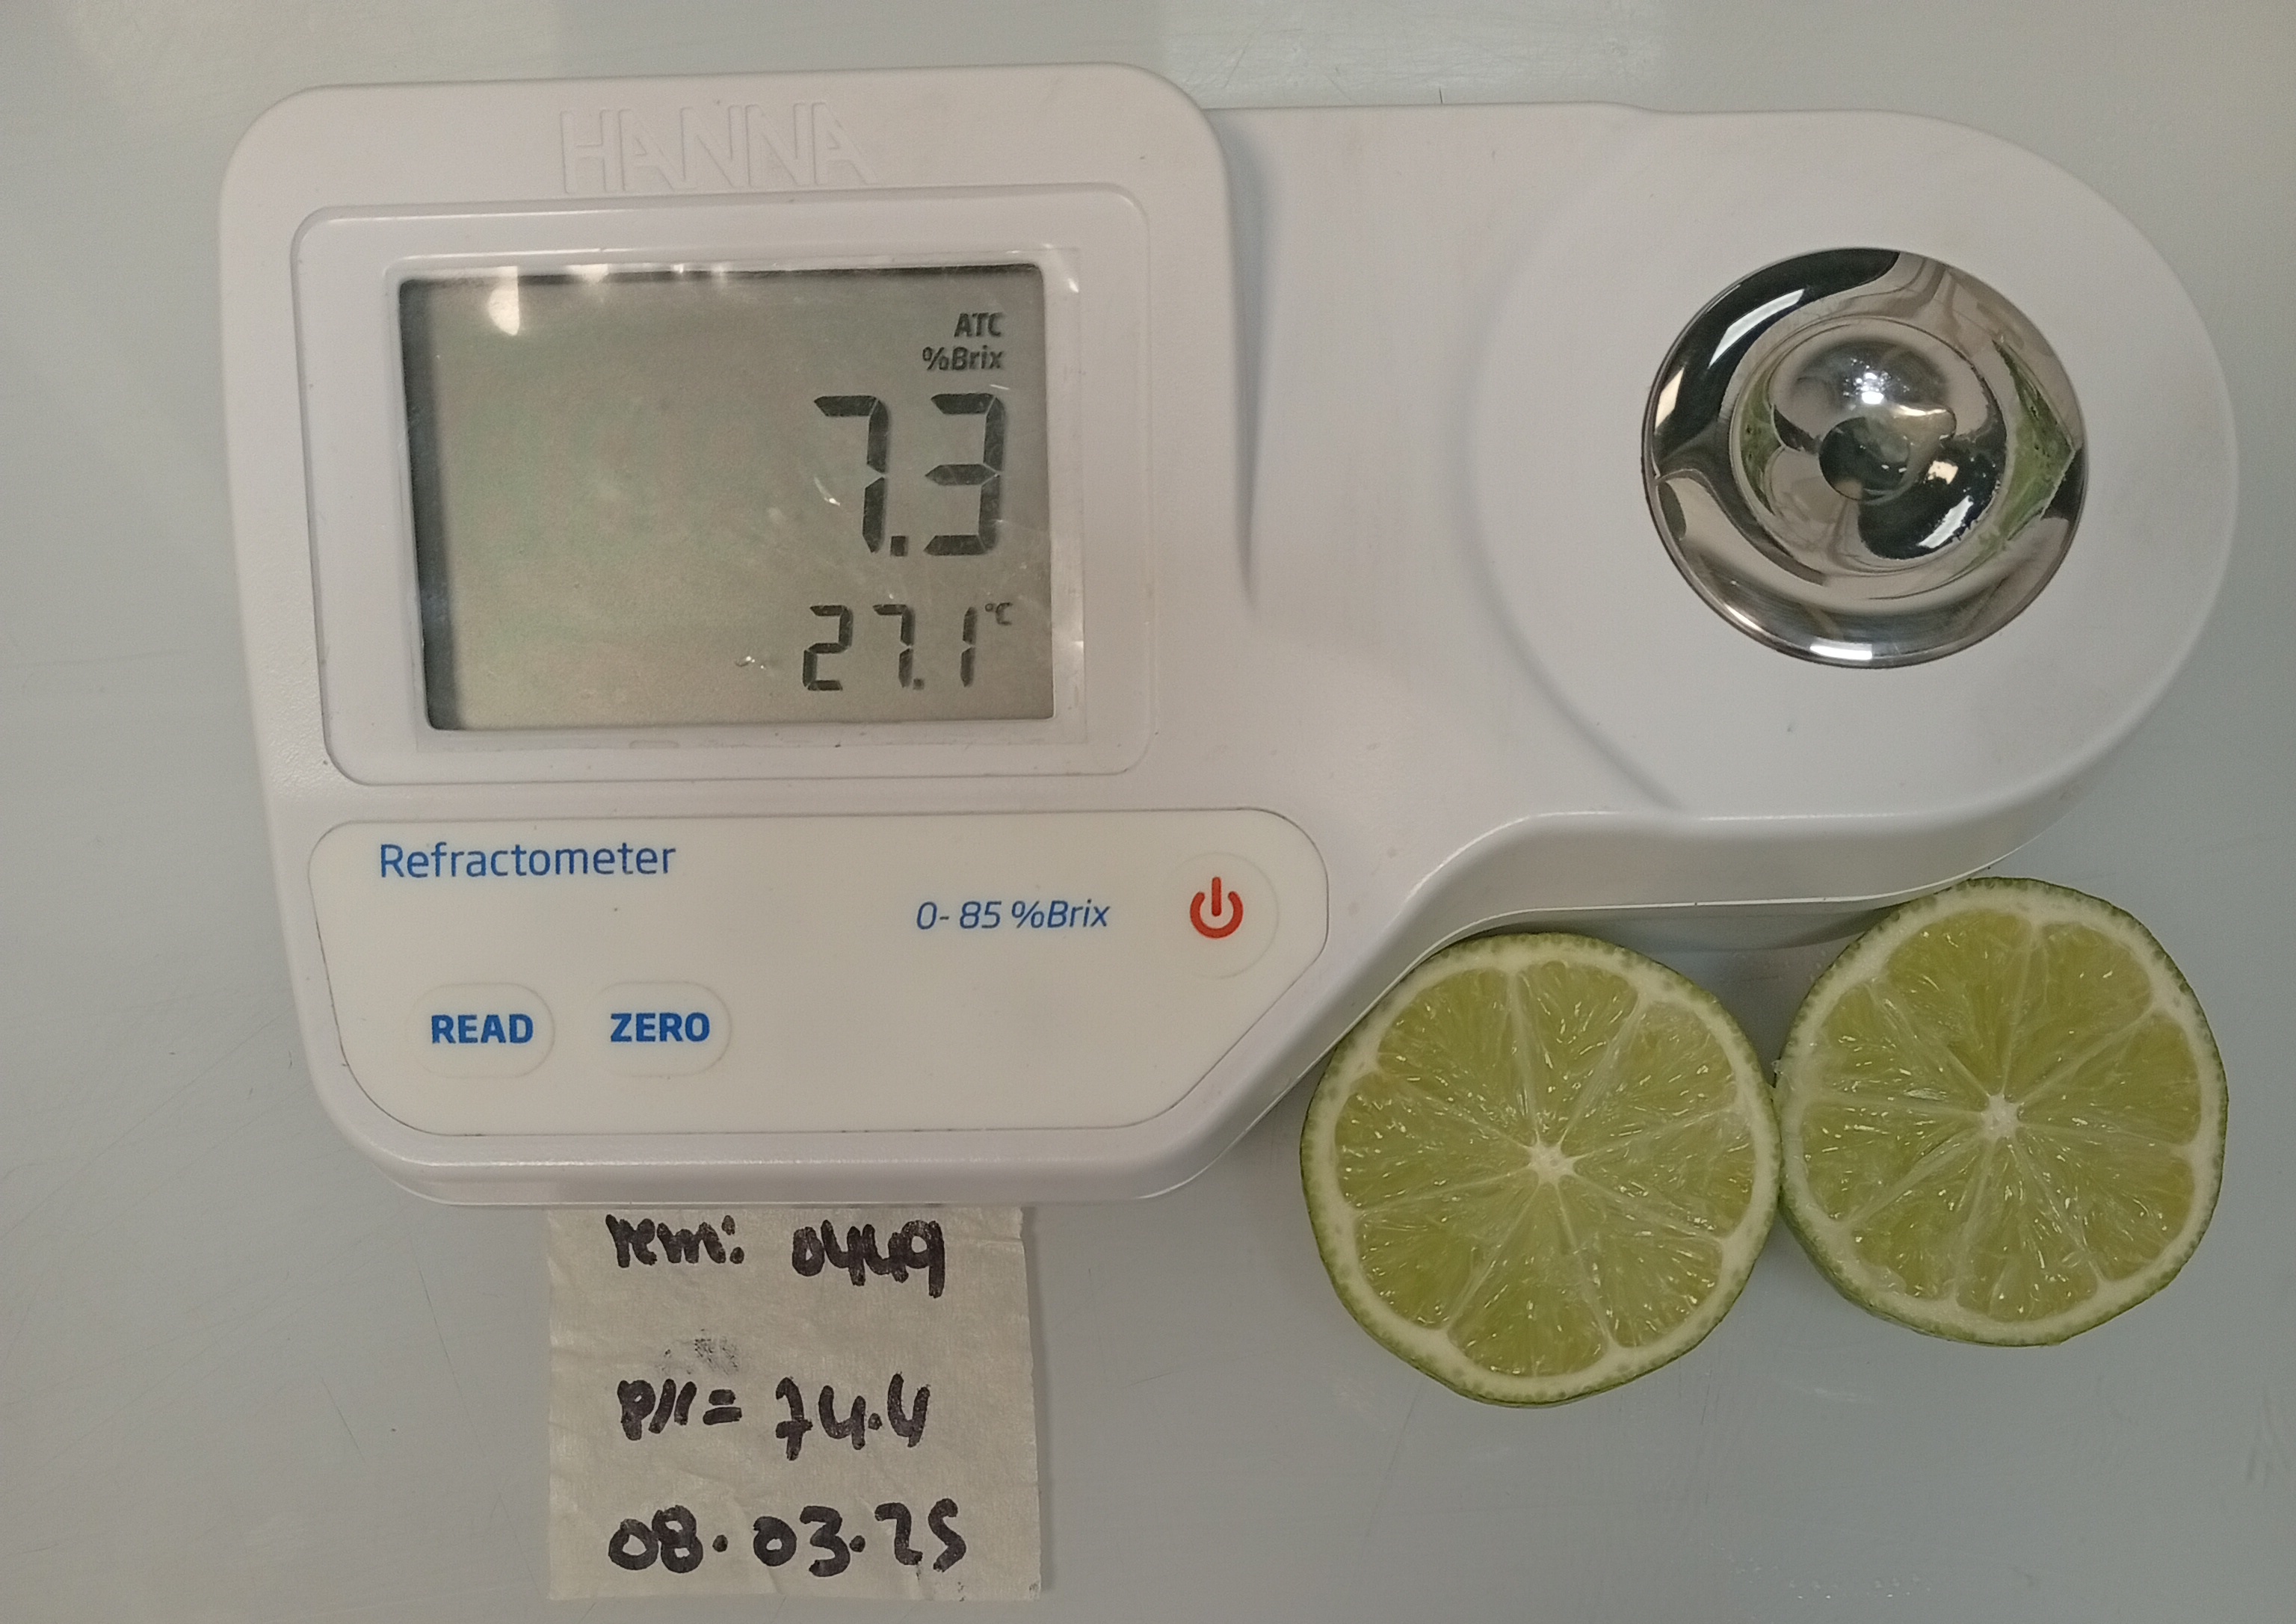 HANNA
ATC
%Brix
7.3
27.1 °C
Refractometer
0- 85 %Brix
READ ZERO
0449
= 74.4
08.03.25